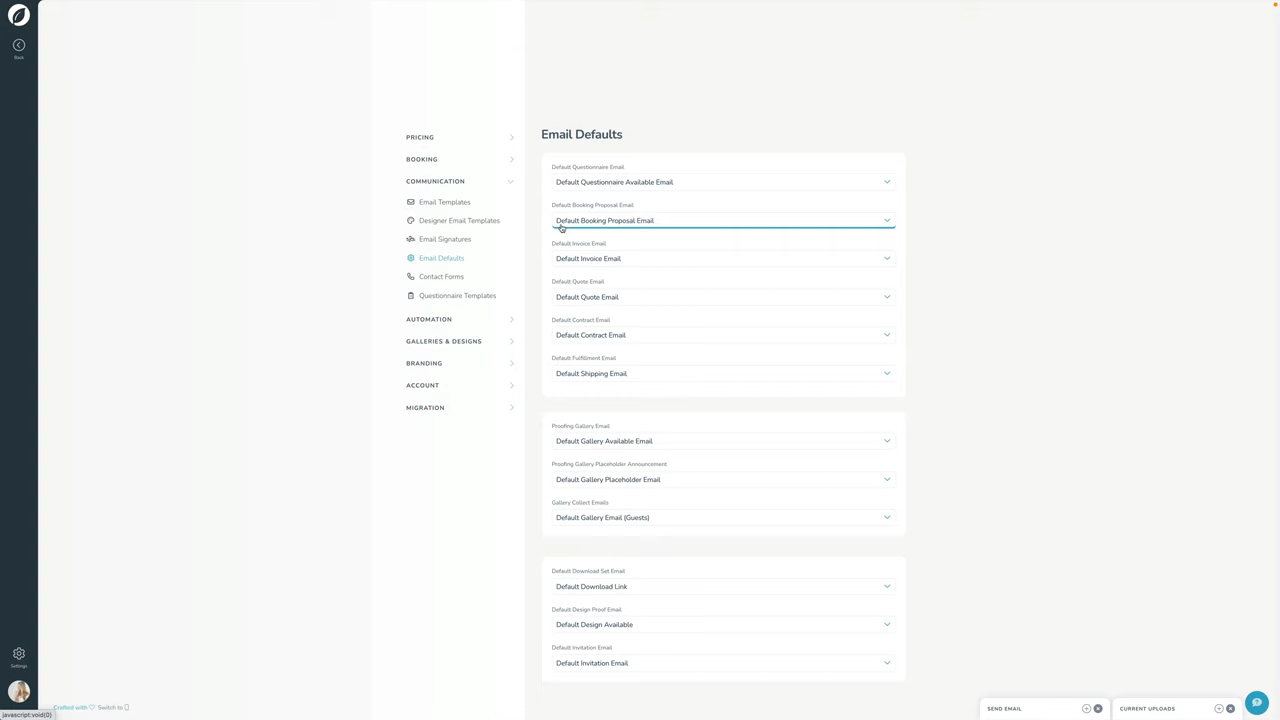 Back
PRICING
BOOKING
COMMUNICATION
Email Templates
Designer Email Templates
Email Signatures
Email Defaults
Contact Forms
Questionnaire Templates
AUTOMATION
GALLERIES & DESIGNS
BRANDING
ACCOUNT
MIGRATION
Email Defaults
Default Questionnaire Email
Default Questionnaire Available Email
Default Booking Proposal Email
Default Booking Proposal Email
Default Invoice Email
Default Invoice Email
Default Quote Email
Default Quote Email
Default Contract Email
Default Contract Email
Default Fulfillment Email
Default Shipping Email
Proofing Gallery Email
Default Gallery Available Email
Proofing Gallery Placeholder Announcement
Default Gallery Placeholder Email
Gallery Collect Emails
Default Gallery Email (Guests)
Default Download Set Email
Default Download Link
Default Design Proof Email
Default Design Available
Default Invitation Email
Default Invitation Email
Settings
Crafted with Switch to
javascript:void(0)
SEND EMAIL
CURRENT UPLOADS